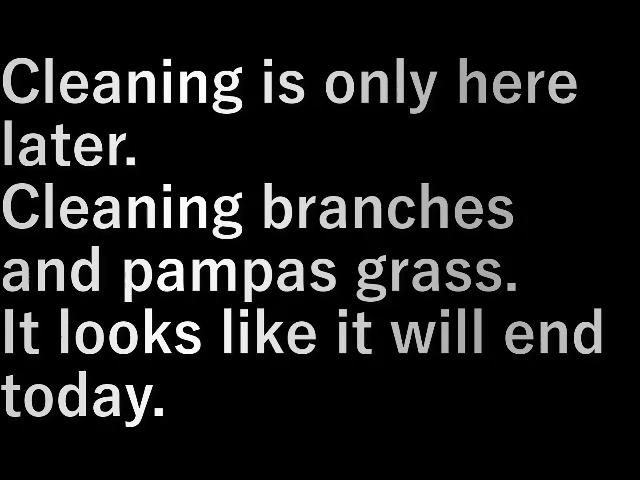 Cleaning is only here
later.
Cleaning branches
and pampas grass.
It looks like it will end
today.